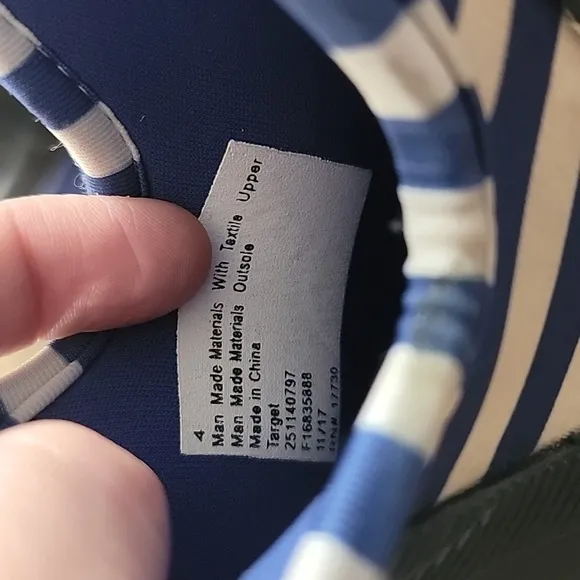 4
Man Made Materials With Textile Upper
Man Made Materials Outsole
Made in China
Target
251140797
F16835888
11/17
17730